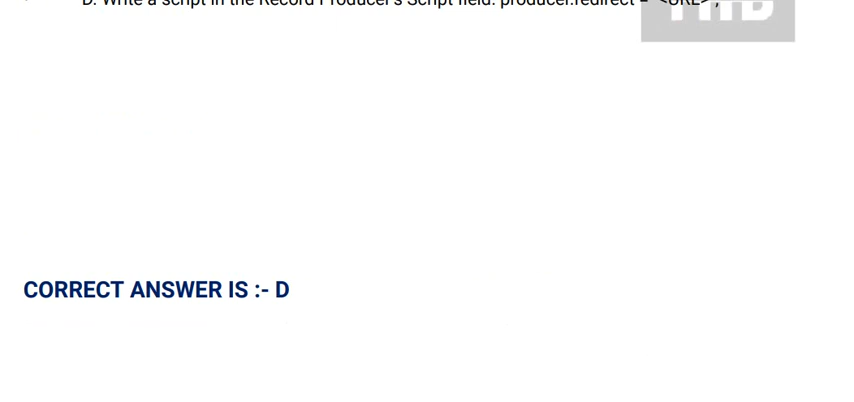 D. Write a script in the Record Producer's Script field: producer.redirect = "<URL>";
CORRECT ANSWER IS :- D